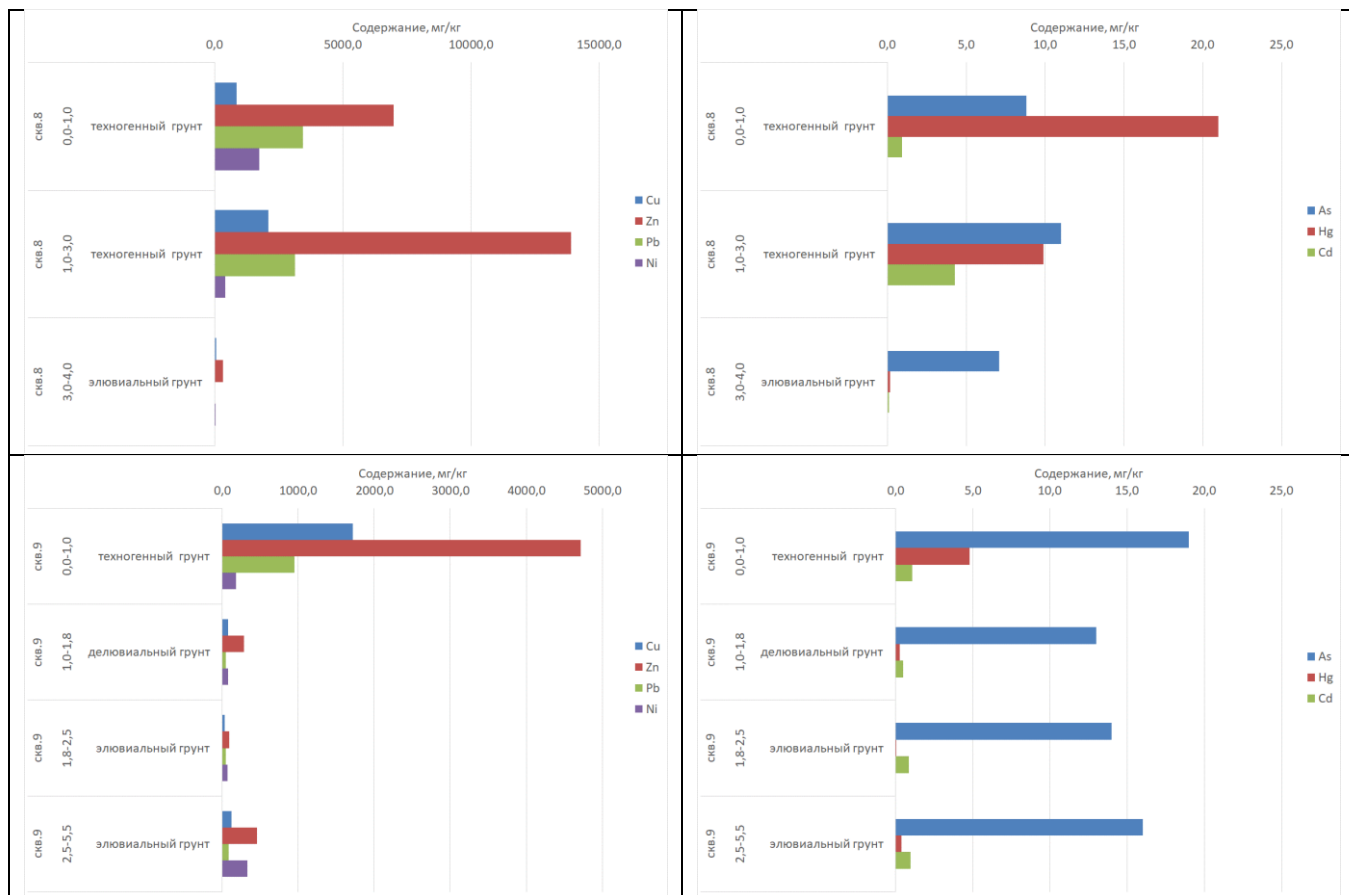 Содержание, мг/кг
0,0 5000,0 10000,0 15000,0
скв.8 0,0-1,0 техногенный грунт
скв.8 1,0-3,0 техногенный грунт
скв.8 3,0-4,0 элювиальный грунт
Cu
Zn
Pb
Ni
Содержание, мг/кг
0,0 5,0 10,0 15,0 20,0 25,0
скв.8 0,0-1,0 техногенный грунт
скв.8 1,0-3,0 техногенный грунт
скв.8 3,0-4,0 элювиальный грунт
As
Hg
Cd
Содержание, мг/кг
0,0 1000,0 2000,0 3000,0 4000,0 5000,0
скв.9 0,0-1,0 техногенный грунт
скв.9 1,0-1,8 делювиальный грунт
скв.9 1,8-2,5 элювиальный грунт
скв.9 2,5-5,5 элювиальный грунт
Cu
Zn
Pb
Ni
Содержание, мг/кг
0,0 5,0 10,0 15,0 20,0 25,0
скв.9 0,0-1,0 техногенный грунт
скв.9 1,0-1,8 делювиальный грунт
скв.9 1,8-2,5 элювиальный грунт
скв.9 2,5-5,5 элювиальный грунт
As
Hg
Cd